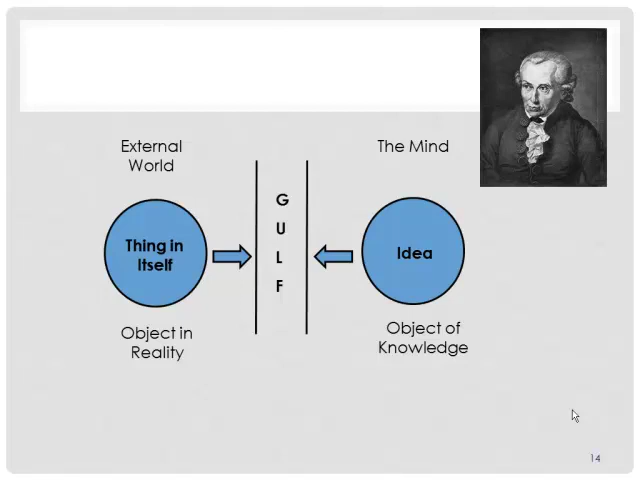 External
World
The Mind
G
U
L
F
Thing in
Itself
Idea
Object in
Reality
Object of
Knowledge
14